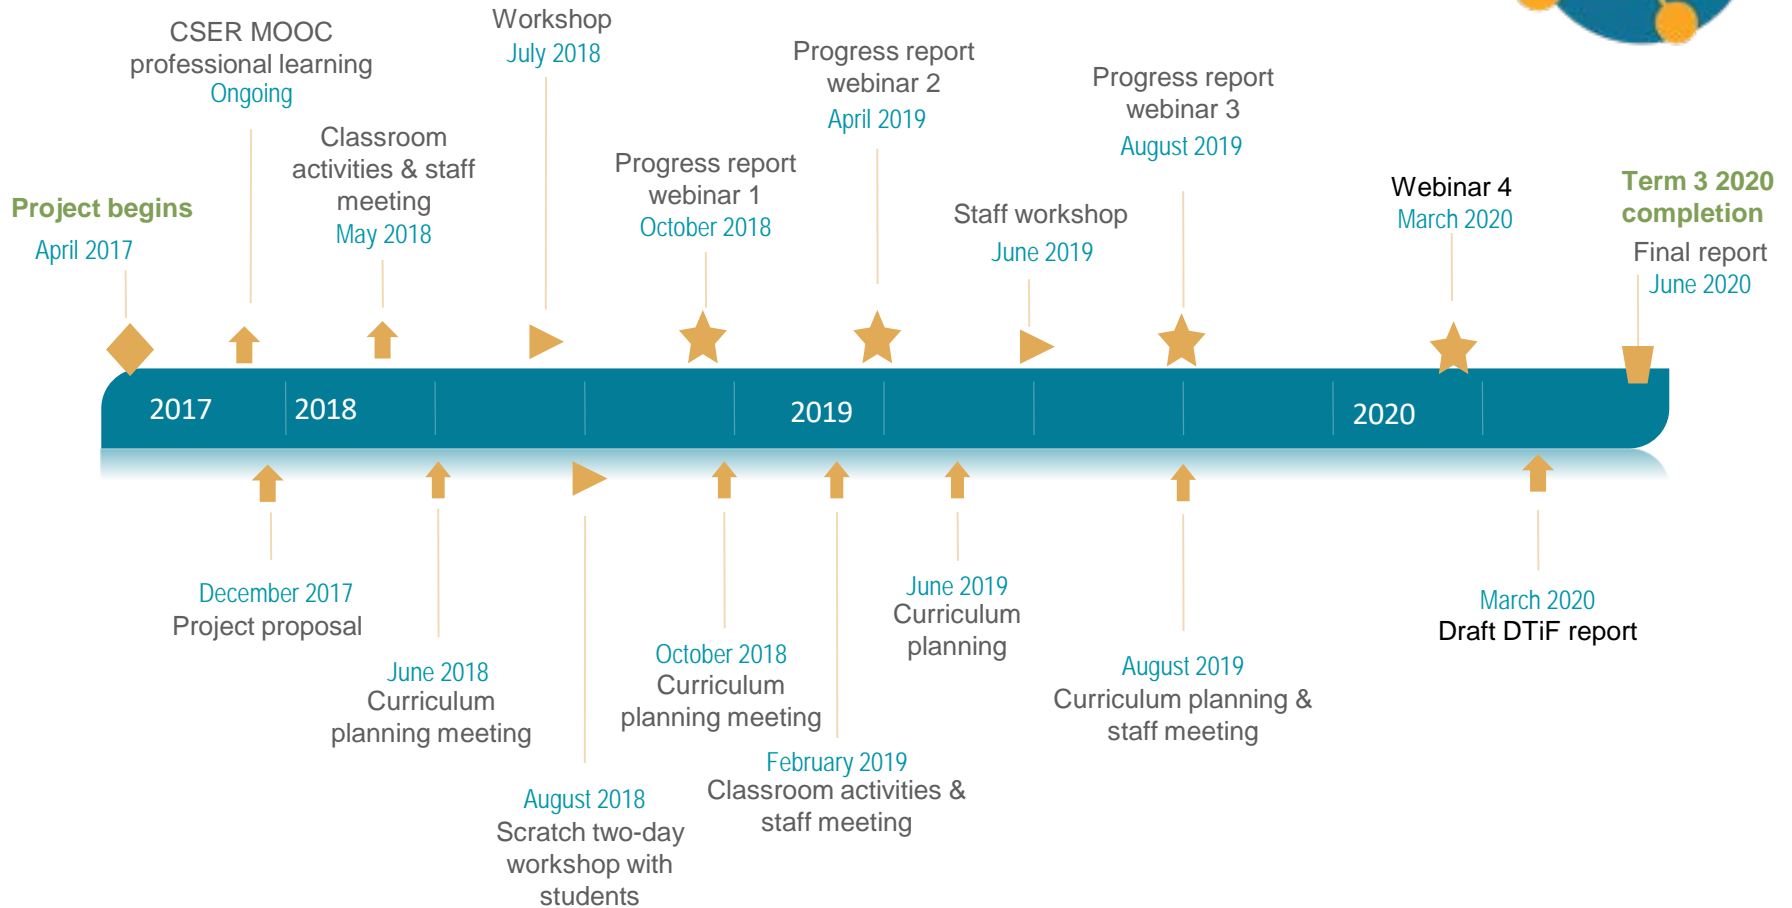 CSER MOOC
professional learning
Ongoing
Workshop
July 2018
Progress report
webinar 2
April 2019
Progress report
webinar 3
August 2019
Classroom
activities & staff
meeting
May 2018
Progress report
webinar 1
October 2018
Project begins
April 2017
Staff workshop
June 2019
Webinar 4
March 2020
Term 3 2020
completion
Final report
June 2020
2017
2018
2019
2020
December 2017
Project proposal
June 2018
Curriculum
planning meeting
August 2018
Scratch two-day
workshop with
students
October 2018
Curriculum
planning meeting
February 2019
Classroom activities &
staff meeting
June 2019
Curriculum
planning
August 2019
Curriculum planning &
staff meeting
March 2020
Draft DTiF report